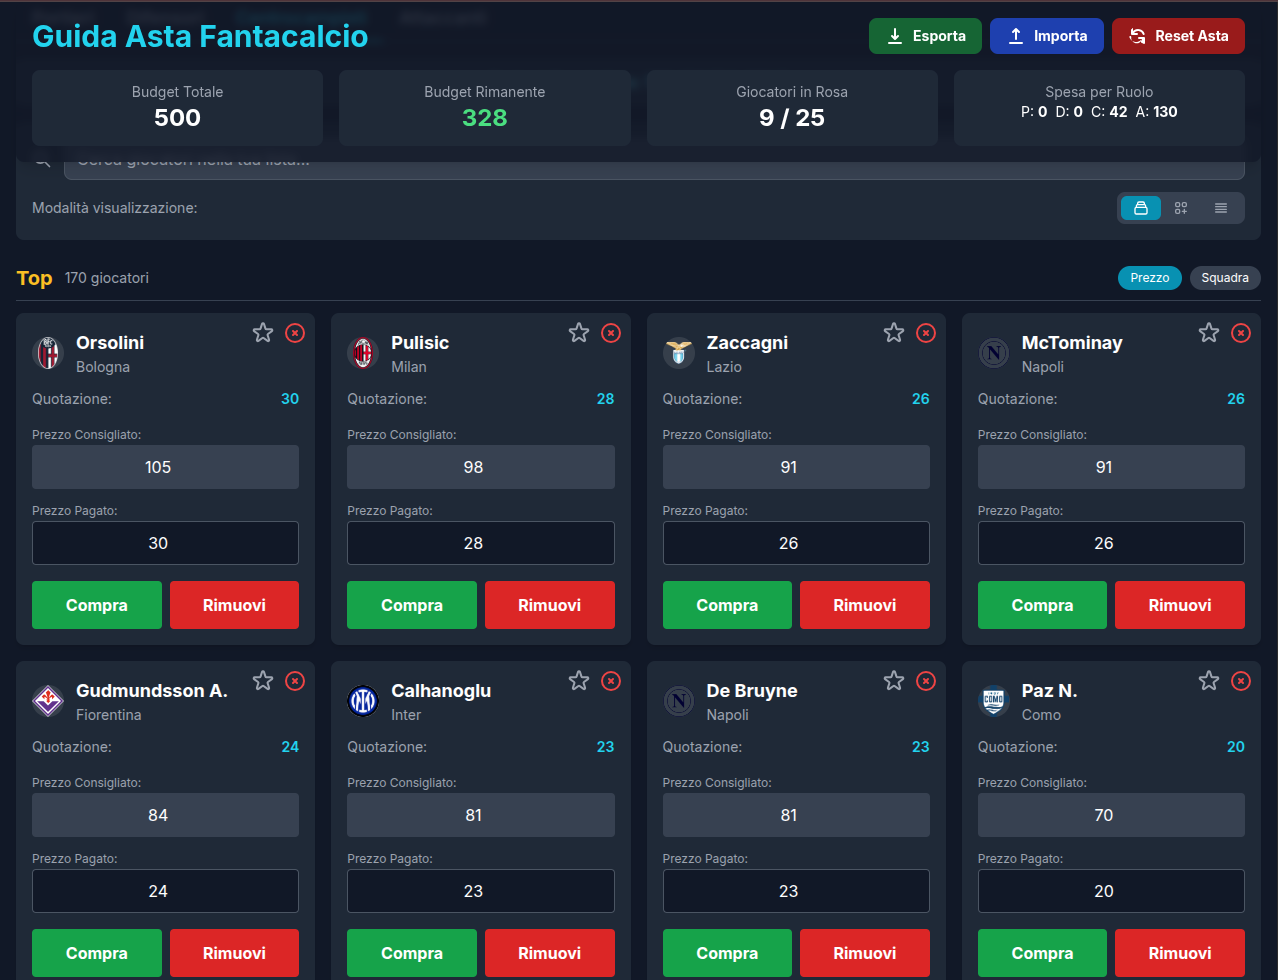 Guida Asta Fantacalcio
Esporta
Importa
Reset Asta
Budget Totale
500
Budget Rimanente
328
Giocatori in Rosa
9 / 25
Spesa per Ruolo
P: 0 D: 0 C: 42 A: 130
Cerca giocatori nella tua lista...
Modalità visualizzazione:
Top 170 giocatori
Prezzo
Squadra
Orsolini
Bologna
Quotazione: 30
Prezzo Consigliato:
105
Prezzo Pagato:
30
Compra
Rimuovi
Pulisic
Milan
Quotazione: 28
Prezzo Consigliato:
98
Prezzo Pagato:
28
Compra
Rimuovi
Zaccagni
Lazio
Quotazione: 26
Prezzo Consigliato:
91
Prezzo Pagato:
26
Compra
Rimuovi
McTominay
Napoli
Quotazione: 26
Prezzo Consigliato:
91
Prezzo Pagato:
26
Compra
Rimuovi
Gudmundsson A.
Fiorentina
Quotazione: 24
Prezzo Consigliato:
84
Prezzo Pagato:
24
Compra
Rimuovi
Calhanoglu
Inter
Quotazione: 23
Prezzo Consigliato:
81
Prezzo Pagato:
23
Compra
Rimuovi
De Bruyne
Napoli
Quotazione: 23
Prezzo Consigliato:
81
Prezzo Pagato:
23
Compra
Rimuovi
COMO
Paz N.
Como
Quotazione: 20
Prezzo Consigliato:
70
Prezzo Pagato:
20
Compra
Rimuovi